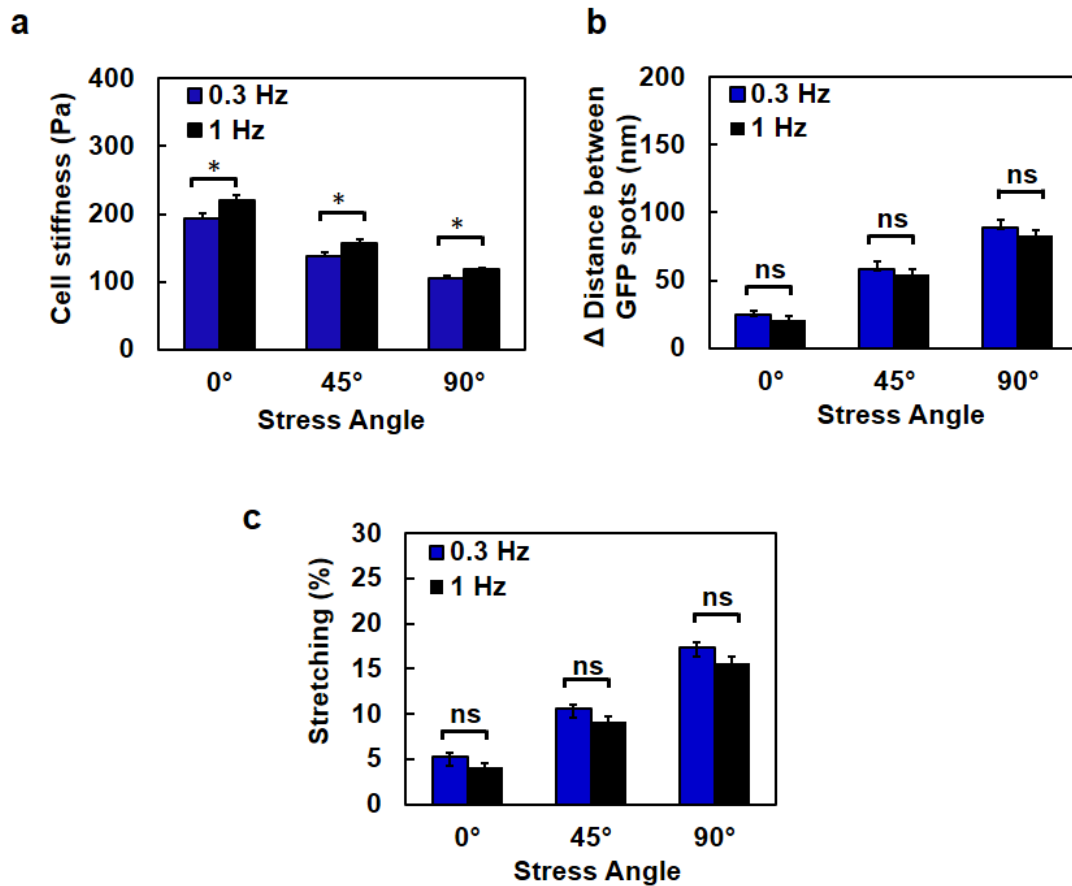 a
Cell stiffness (Pa)
400
300
200
100
0
0.3 Hz
1 Hz
*
*
*
0°
45°
90°
Stress Angle
b
Δ Distance between
GFP spots (nm)
200
150
100
50
0
0.3 Hz
1 Hz
ns
ns
ns
0°
45°
90°
Stress Angle
c
Stretching (%)
30
25
20
15
10
5
0
0.3 Hz
1 Hz
ns
ns
ns
0°
45°
90°
Stress Angle